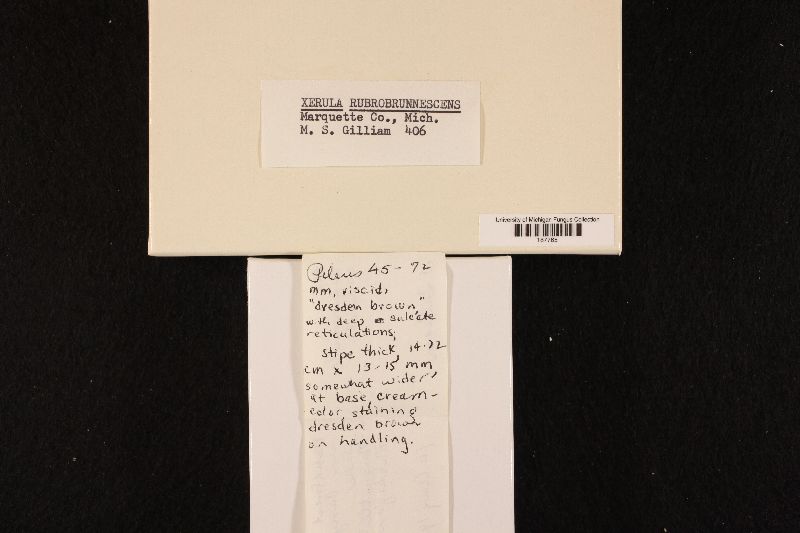 XERULA RUBROBRUNNESCENS
Marquette Co., Mich.
M. S. Gilliam 406
University of Michigan Fungus Collection
Pileus 45-72
mm, viscid,
"dresden brown"
with deep sulcate
reticulations;
stipe thick, 14-22
cm x 13-15 mm
somewhat wider
at base, cream-
color staining
dresden brown
on handling.